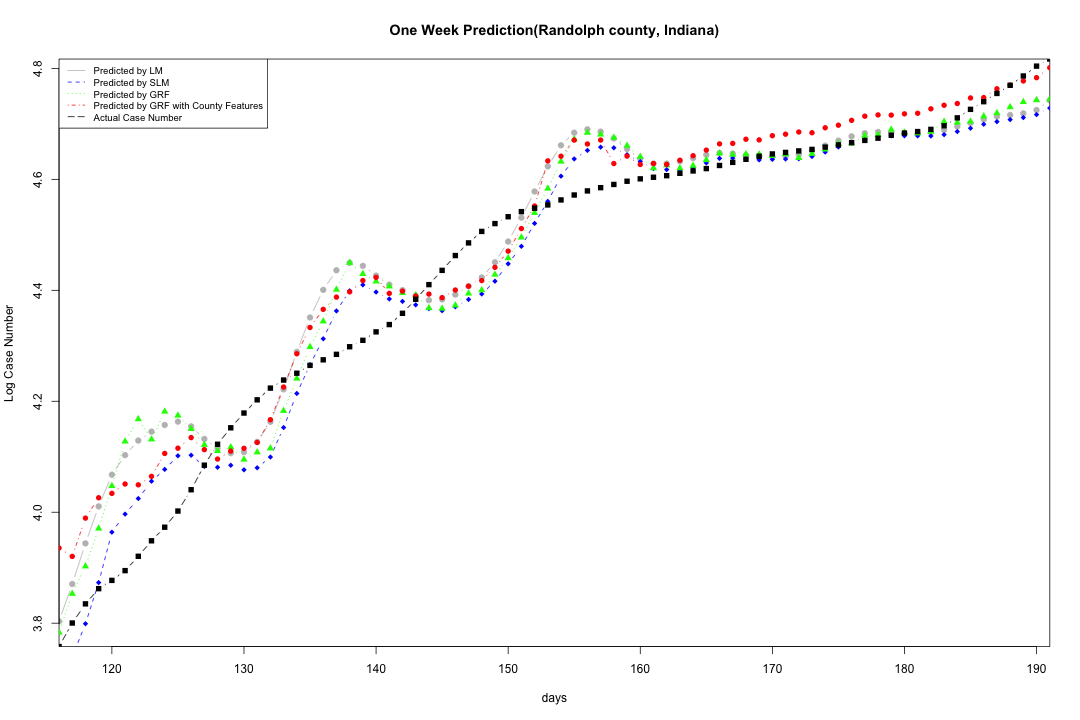 One Week Prediction(Randolph county, Indiana)
Predicted by LM
Predicted by SLM
Predicted by GRF
Predicted by GRF with County Features
Actual Case Number
4.8
4.6
4.4
4.2
4.0
3.8
Log Case Number
120 130 140 150 160 170 180 190
days